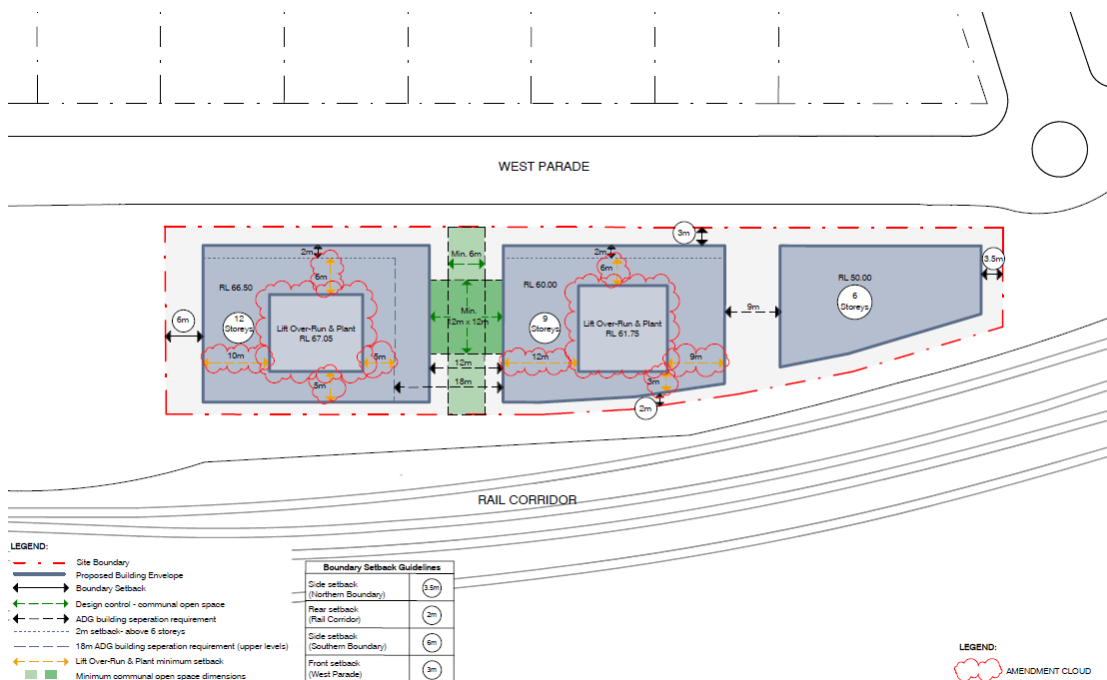 WEST PARADE
3m
2m
2m
Min. 6m
3.5m
6m
6m
RL 66.50
RL 60.00
RL 50.00
6
Storeys
9m
Min.
12m x 12m
6m
12
Storeys
Lift Over-Run & Plant
RL 67.05
9
Storeys
Lift Over-Run & Plant
RL 61.75
10m
5m
12m
12m
9m
18m
5m
3m
2m
RAIL CORRIDOR
LEGEND:
Site Boundary
Proposed Building Envelope
Boundary Setback
Design control - communal open space
ADG building seperation requirement
2m setback- above 6 storeys
18m ADG building seperation requirement (upper levels)
Lift Over-Run & Plant minimum setback
Minimum communal open space dimensions
Boundary Setback Guidelines
Side setback
(Northern Boundary)
3.5m
Rear setback
(Rail Corridor)
2m
Side setback
(Southern Boundary)
6m
Front setback
(West Parade)
3m
LEGEND:
AMENDMENT CLOUD